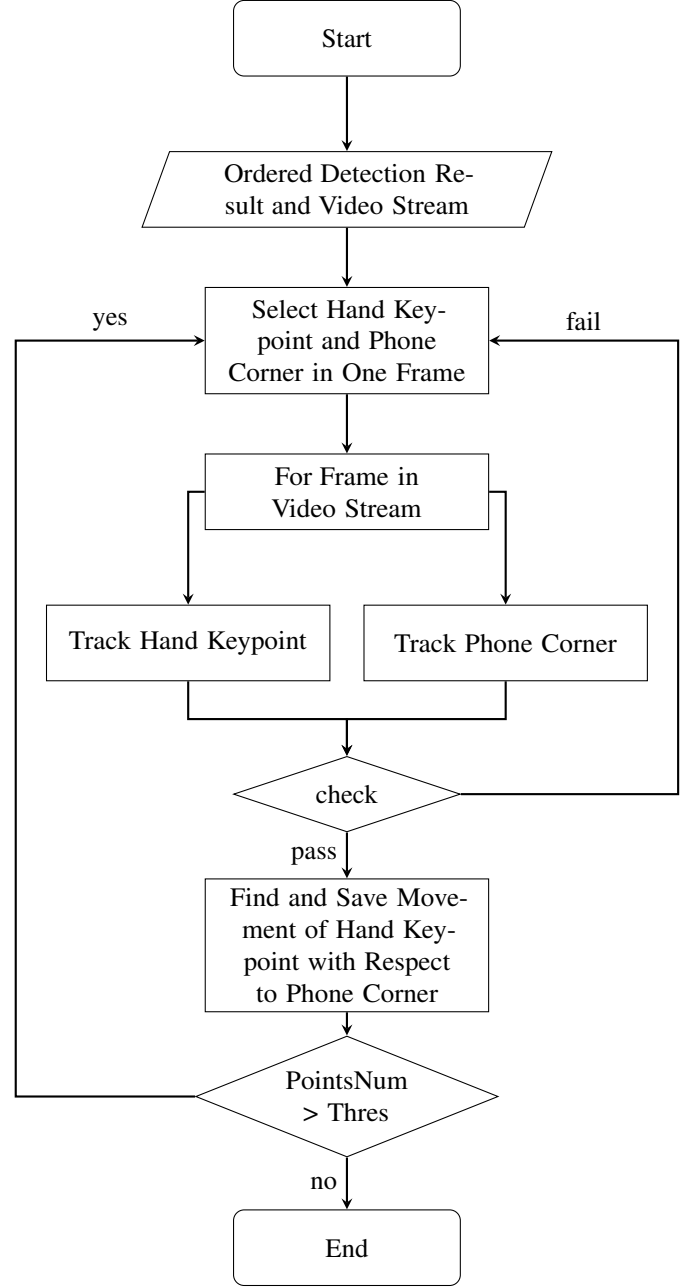 Start
Ordered Detection Re-
sult and Video Stream
yes
Select Hand Key-
point and Phone
Corner in One Frame
fail
For Frame in
Video Stream
Track Hand Keypoint
Track Phone Corner
check
pass
Find and Save Move-
ment of Hand Key-
point with Respect
to Phone Corner
PointsNum
> Thres
no
End